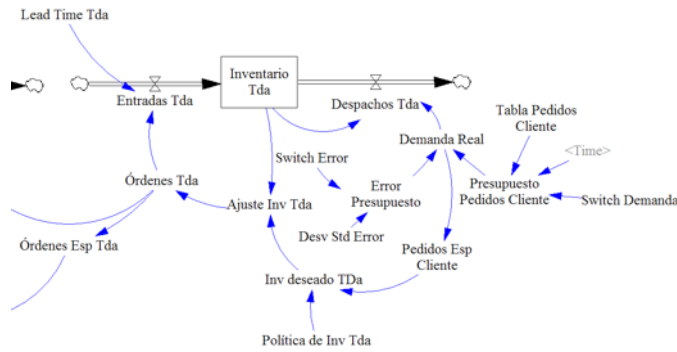 Lead Time Tda
Inventario
Tda
Entradas Tda
Despachos Tda
Tabla Pedidos
Cliente
Demanda Real
<Time>
Switch Error
Error
Presupuesto
Presupuesto
Pedidos Cliente
Switch Demanda
Órdenes Tda
Ajuste Inv Tda
Desv Std Error
Órdenes Esp Tda
Pedidos Esp
Cliente
Inv deseado TDa
Política de Inv Tda